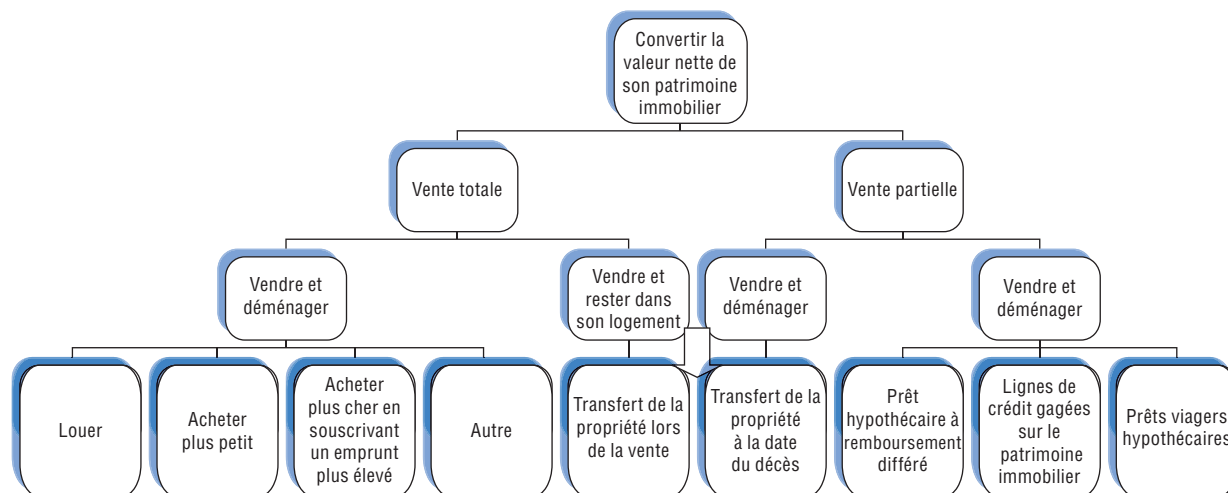 Convertir la
valeur nette de
son patrimoine
immobilier
Vente totale
Vente partielle
Vendre et
déménager
Vendre et
rester dans
son logement
Vendre et
déménager
Vendre et
déménager
Louer
Acheter
plus petit
Acheter
plus cher en
souscrivant
un emprunt
plus élevé
Autre
Transfert de la
propriété lors
de la vente
Transfert de la
propriété
à la date
du décès
Prêt
hypothécaire à
remboursement
différé
Lignes de
crédit gagées
sur le
patrimoine
immobilier
Prêts viagers
hypothécaires